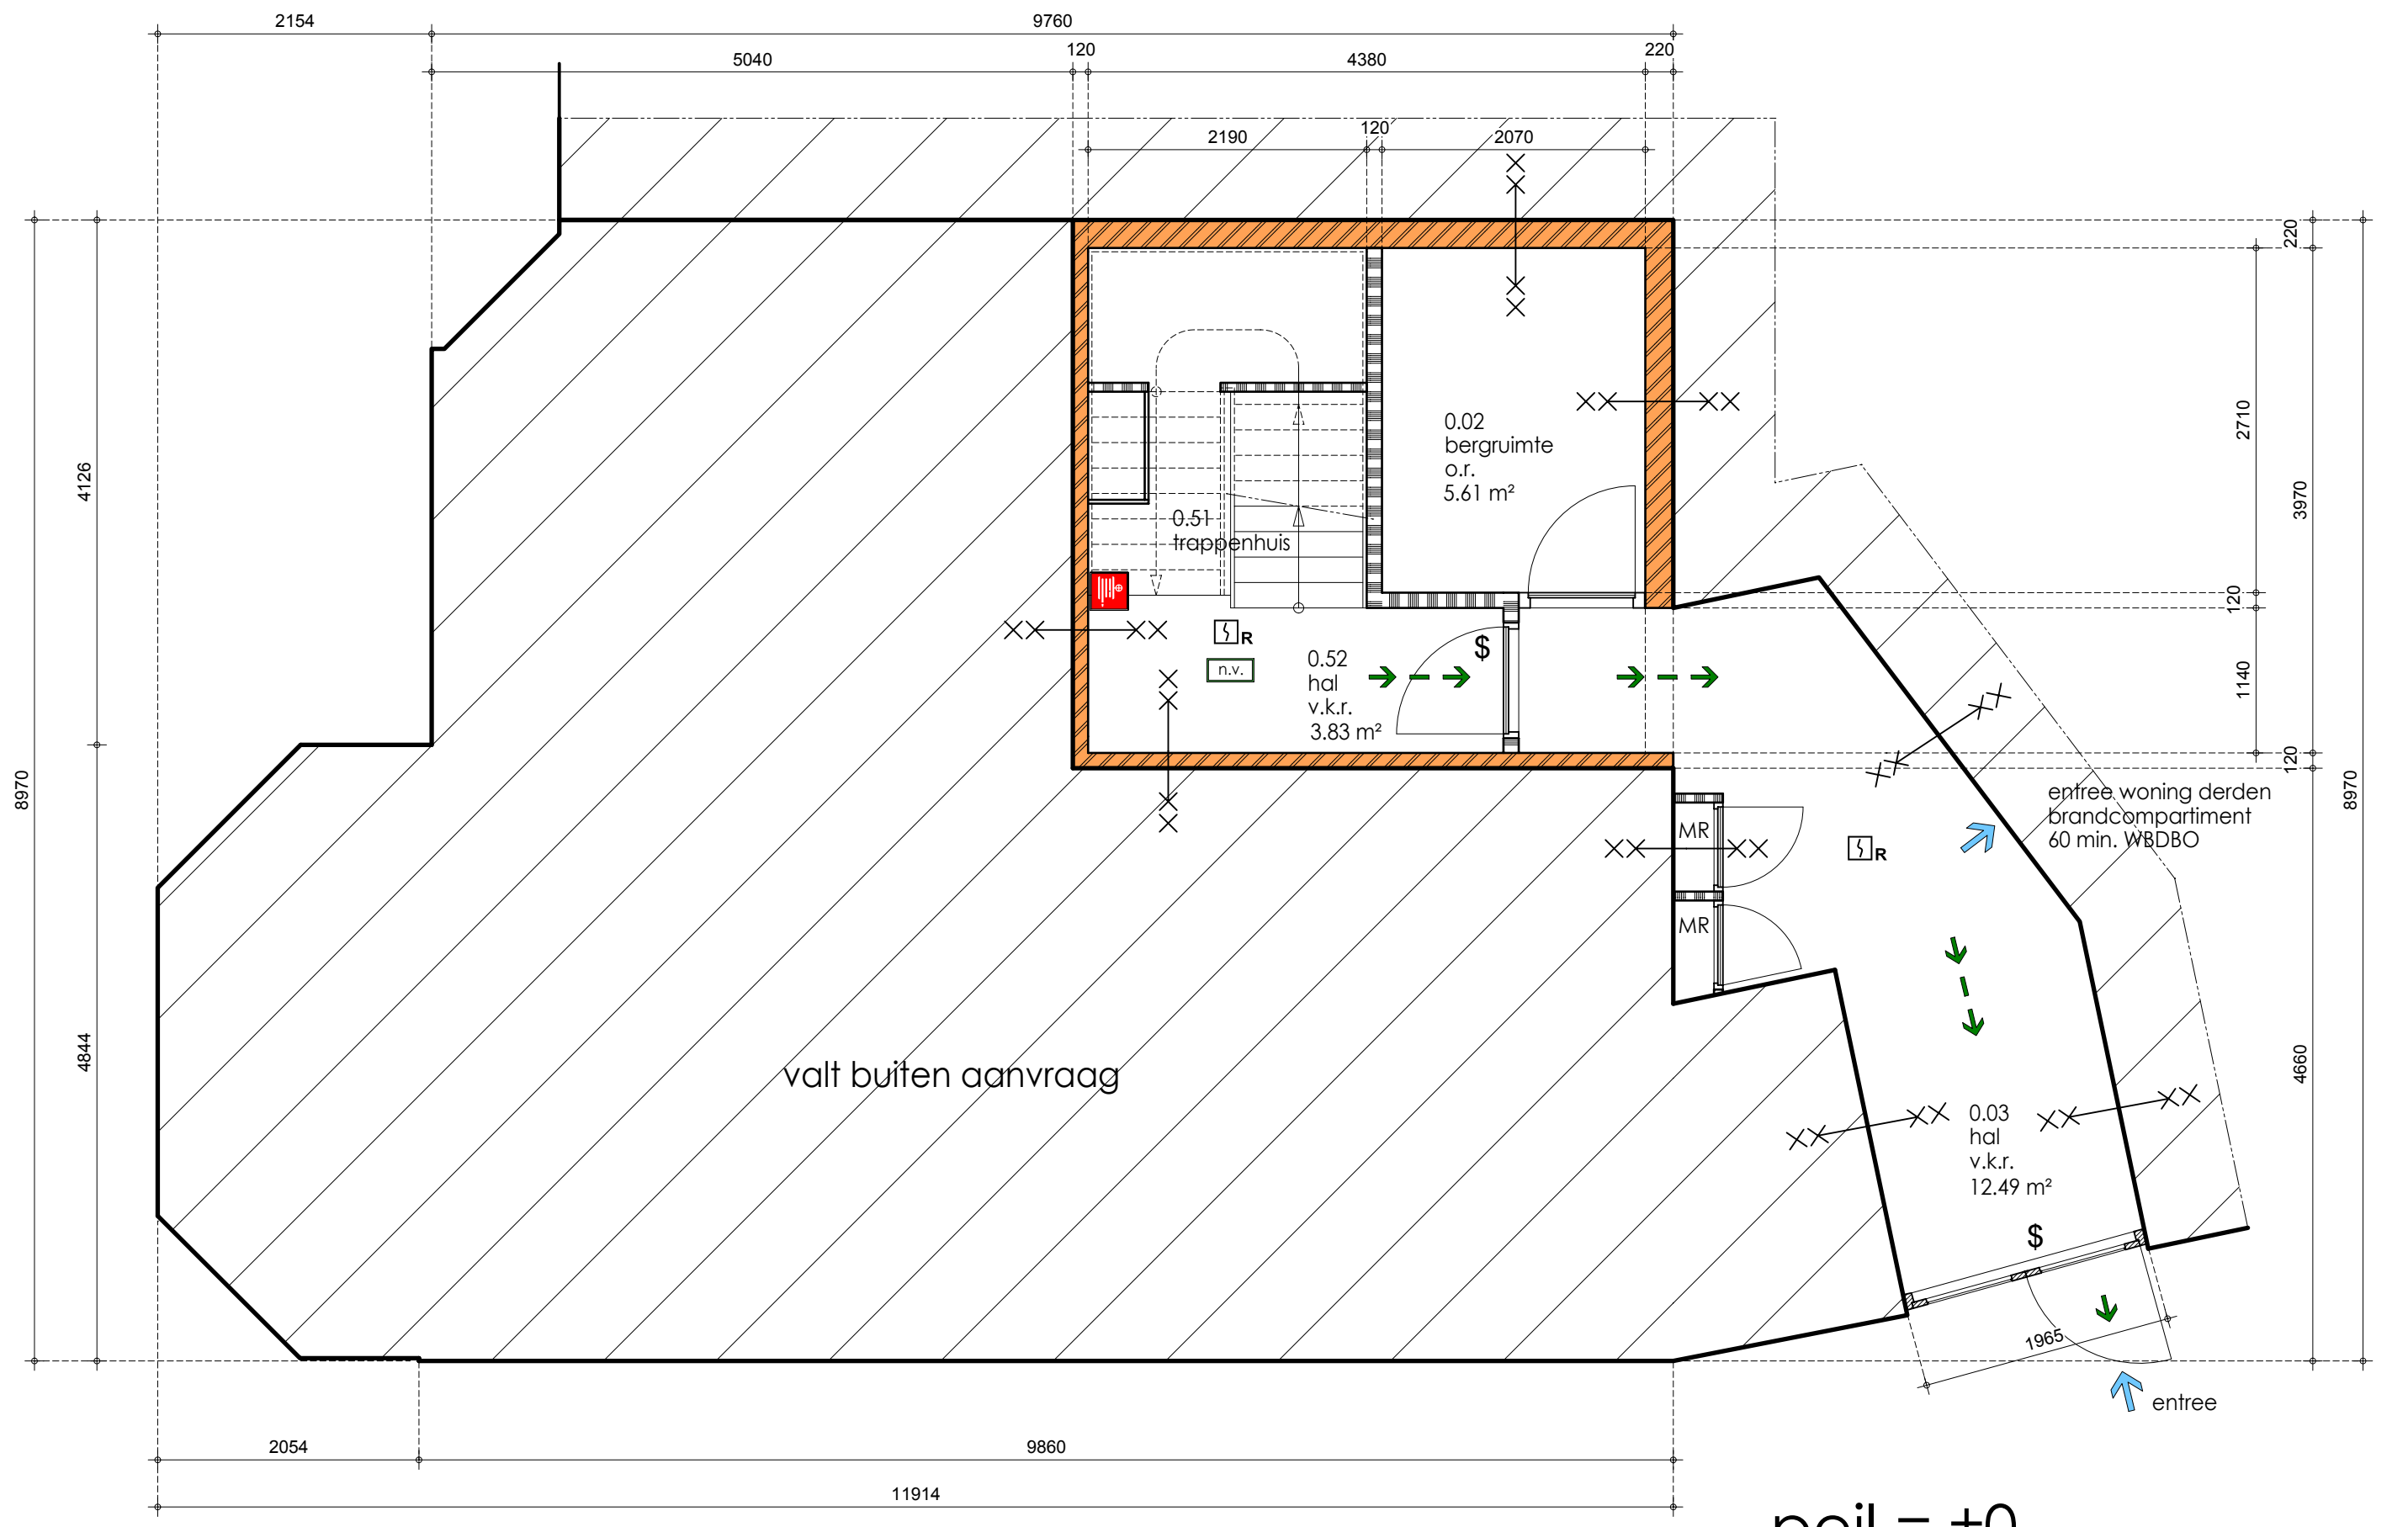 2154
9760
5040
120
4380
220
2190
120
2070
8970
4126
4844
220
2710
3970
120
1140
120
8970
4660
0.02
bergruimte
o.r.
5.61 m²
0.51
trappenhuis
R
n.v.
0.52
hal
v.k.r.
3.83 m²
$
entree woning derden
brandcompartiment
60 min. WBDBO
MR
R
MR
valt buiten aanvraag
0.03
hal
v.k.r.
12.49 m²
$
1965
entree
2054
9860
11914
peil = ±0